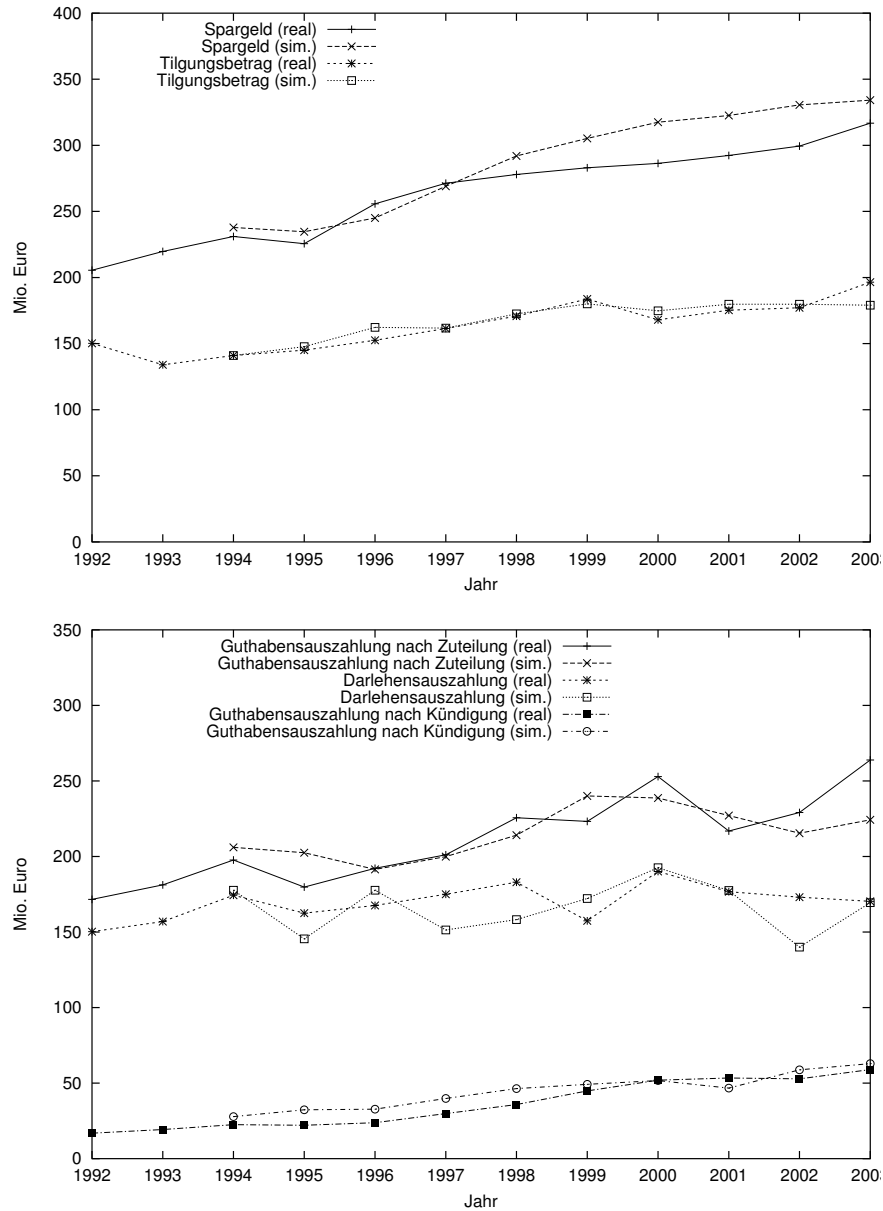 400
350
300
250
200
150
100
50
0
Mio. Euro
Spargeld (real)
Spargeld (sim.)
Tilgungsbetrag (real)
Tilgungsbetrag (sim.)
1992 1993 1994 1995 1996 1997 1998 1999 2000 2001 2002 2003
Jahr
350
300
250
200
150
100
50
0
Mio. Euro
Guthabensauszahlung nach Zuteilung (real)
Guthabensauszahlung nach Zuteilung (sim.)
Darlehensauszahlung (real)
Darlehensauszahlung (sim.)
Guthabensauszahlung nach Kündigung (real)
Guthabensauszahlung nach Kündigung (sim.)
1992 1993 1994 1995 1996 1997 1998 1999 2000 2001 2002 2003
Jahr